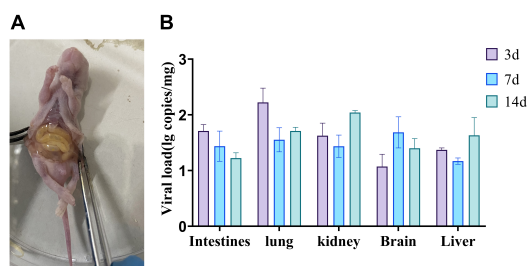 A
B
Viral load(lg copies/mg)
3
2
1
0
Intestines lung kidney Brain Liver
3d
7d
14d